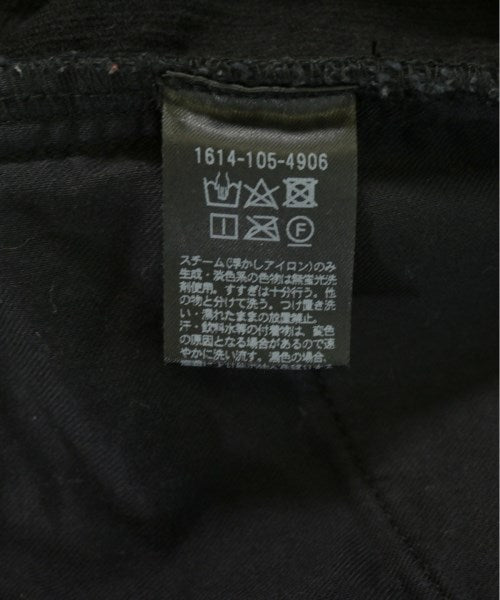 1614-105-4906
F
スチーム(浮かしアイロン)のみ
生成・淡色系の色物は無蛍光洗
剤使用。すすぎは十分行う。他
の物と分けて洗う。つけ置き洗
い・濡れたままの放置禁止。
汗・飲料水等の付着物は、変色
の原因となる場合があるので速
やかに洗い流す。濃色の場合、